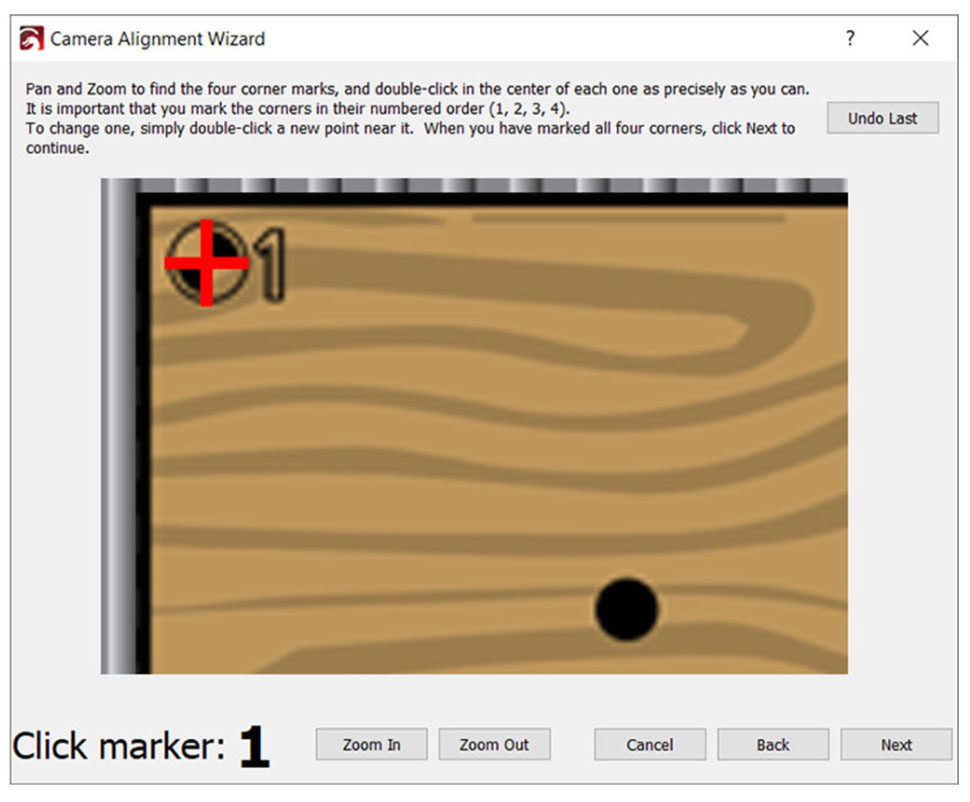 Camera Alignment Wizard
?
Pan and Zoom to find the four corner marks, and double-click in the center of each one as precisely as you can.
It is important that you mark the corners in their numbered order (1, 2, 3, 4).
To change one, simply double-click a new point near it.  When you have marked all four corners, click Next to
continue.
Undo Last
1
Click marker: 1
Zoom In
Zoom Out
Cancel
Back
Next